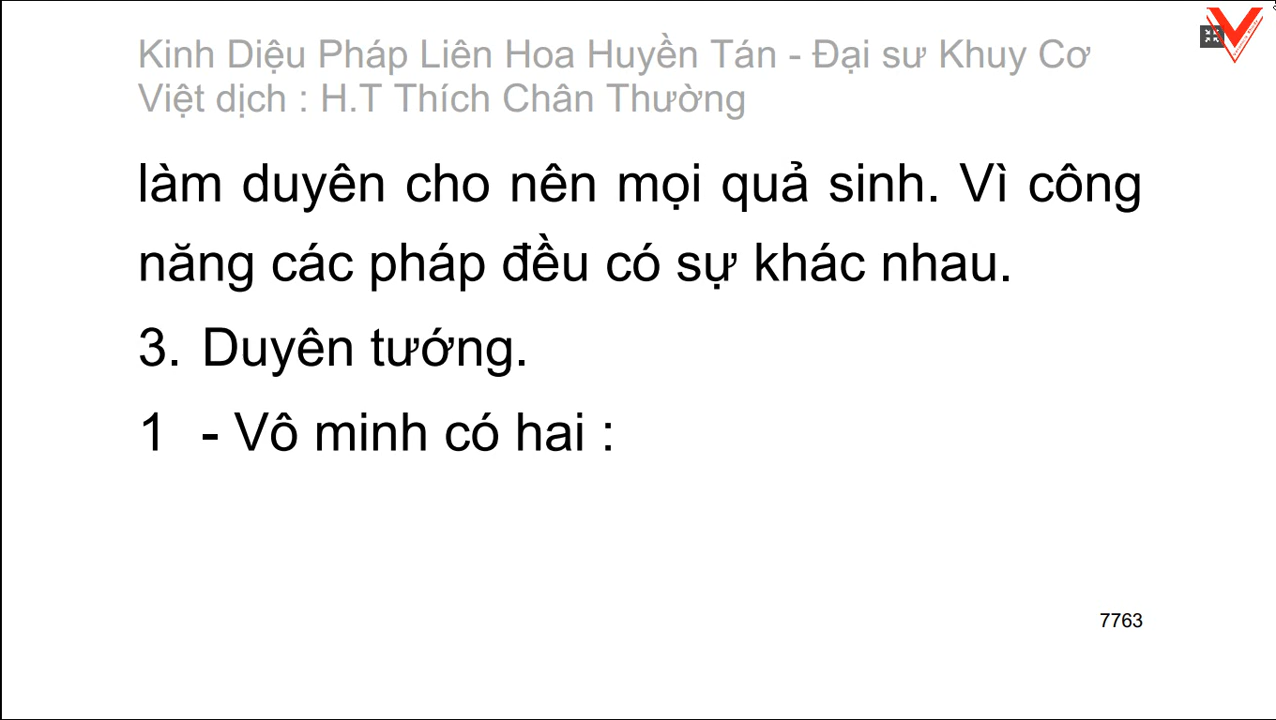 Kinh Diệu Pháp Liên Hoa Huyền Tán - Đại sư Khuy Cơ
Việt dịch : H.T Thích Chân Thường
làm duyên cho nên mọi quả sinh. Vì công
năng các pháp đều có sự khác nhau.
3. Duyên tướng.
1 - Vô minh có hai :
7763